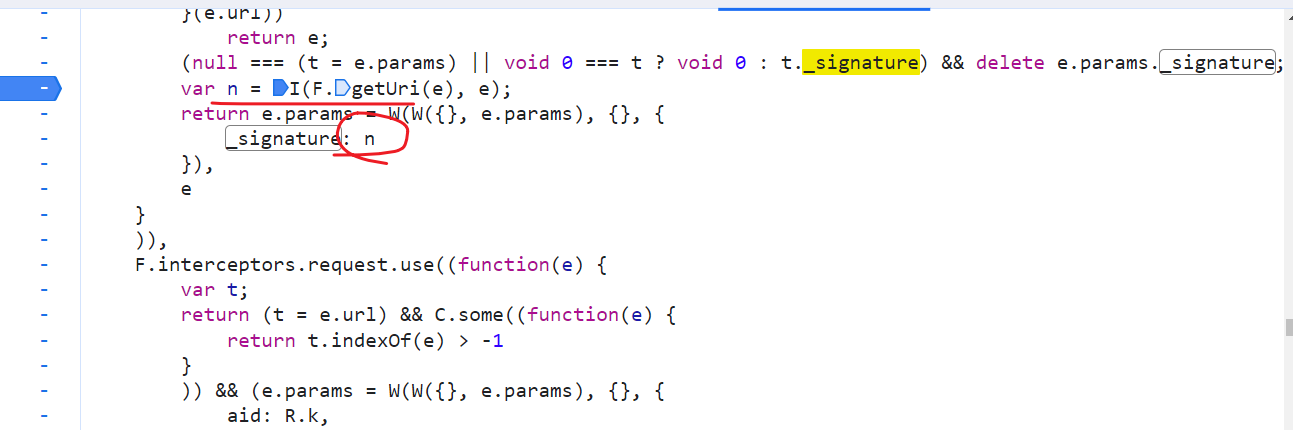 }(e.url))
return e;
(null === (t = e.params) || void 0 === t ? void 0 : t._signature) && delete e.params._signature;
var n = I(F.getUri(e), e);
return e.params = W(W({}, e.params), {}, {
_signature: n
}),
e
}
)),
F.interceptors.request.use((function(e) {
var t;
return (t = e.url) && C.some((function(e) {
return t.indexOf(e) > -1
}
)) && (e.params = W(W({}, e.params), {}, {
aid: R.k,